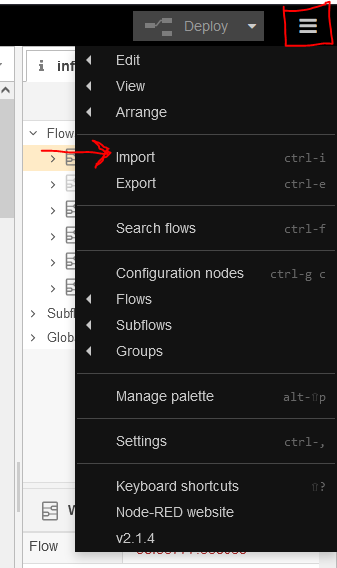 Deploy
i inf
Edit
View
Arrange
Flow
Import ctrl-i
Export ctrl-e
Search flows ctrl-f
Configuration nodes ctrl-g c
Flows
Subfl
Subflows
Globa
Groups
Manage palette alt-⇧p
Settings ctrl-,
Keyboard shortcuts ⇧?
Node-RED website
v2.1.4
Flow